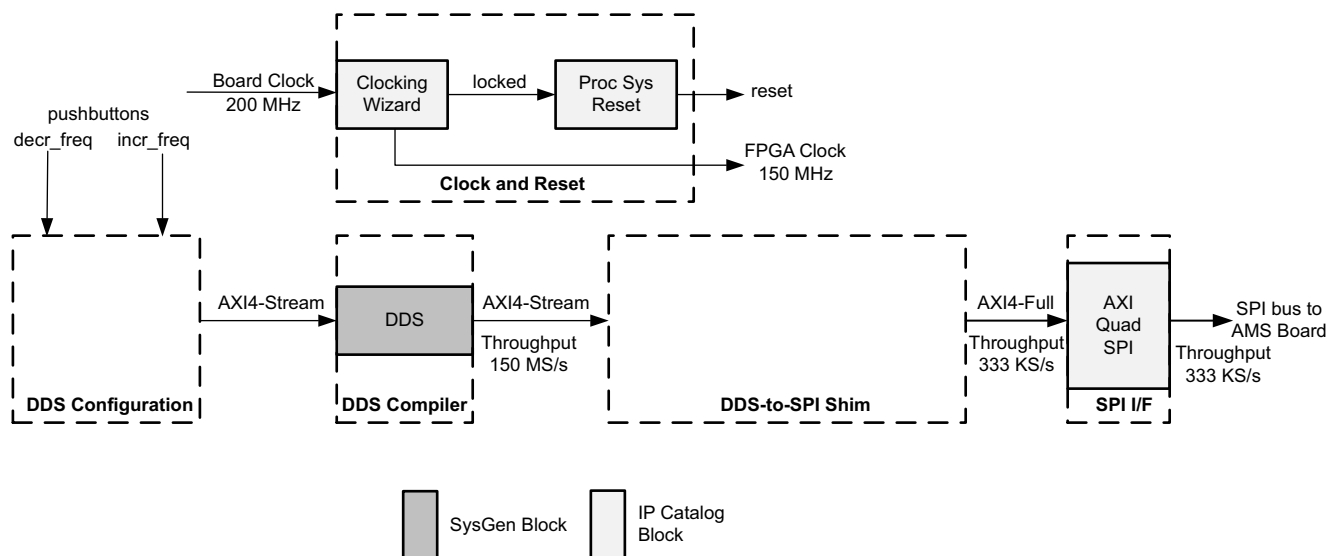 Board Clock
200 MHz
Clocking
Wizard
locked
Proc Sys
Reset
reset
FPGA Clock
150 MHz
Clock and Reset
pushbuttons
decr_freq
incr_freq
DDS Configuration
AXI4-Stream
DDS
DDS Compiler
AXI4-Stream
Throughput
150 MS/s
DDS-to-SPI Shim
AXI4-Full
Throughput
333 KS/s
AXI
Quad
SPI
SPI I/F
SPI bus to
AMS Board
Throughput
333 KS/s
SysGen Block
IP Catalog
Block